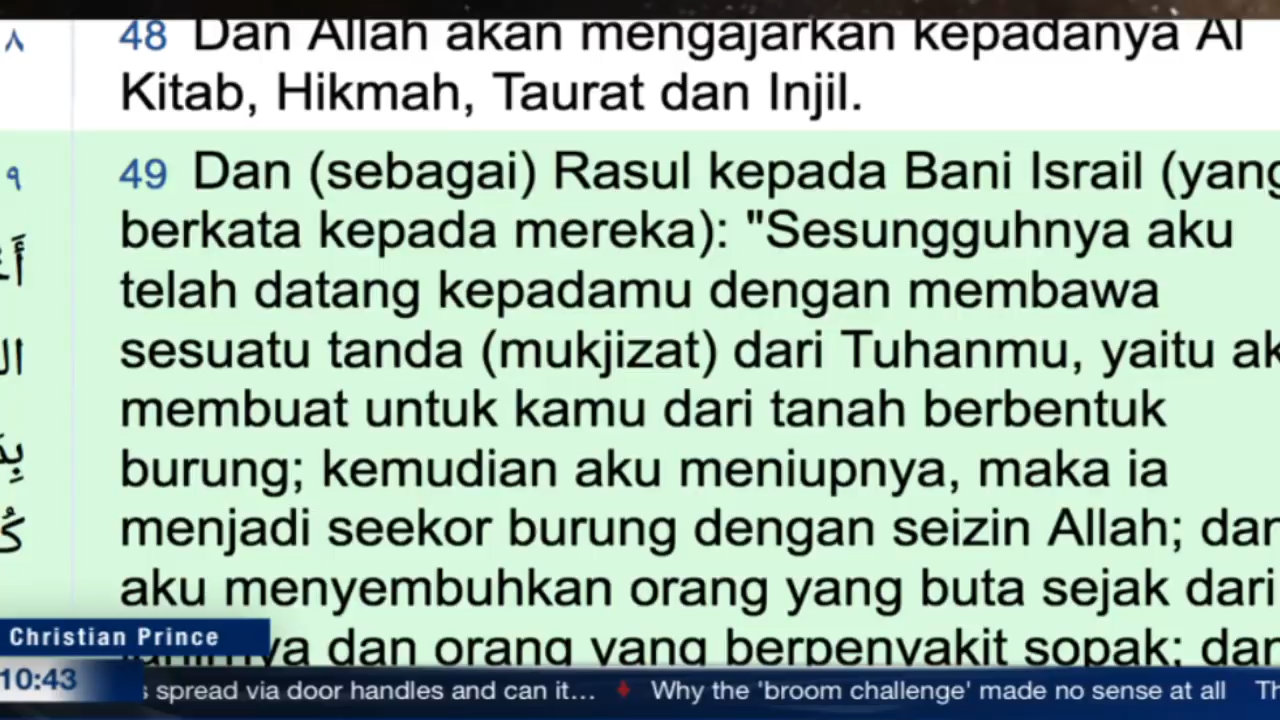 48 Dan Allah akan mengajarkan kepadanya Al
Kitab, Hikmah, Taurat dan Injil.
49 Dan (sebagai) Rasul kepada Bani Israil (yang
berkata kepada mereka): "Sesungguhnya aku
telah datang kepadamu dengan membawa
sesuatu tanda (mukjizat) dari Tuhanmu, yaitu ak
membuat untuk kamu dari tanah berbentuk
burung; kemudian aku meniupnya, maka ia
menjadi seekor burung dengan seizin Allah; dan
aku menyembuhkan orang yang buta sejak dari
dan orang yang berpenyakit sopak; dan
Christian Prince
10:43
s spread via door handles and can it... ♦ Why the 'broom challenge' made no sense at all Th